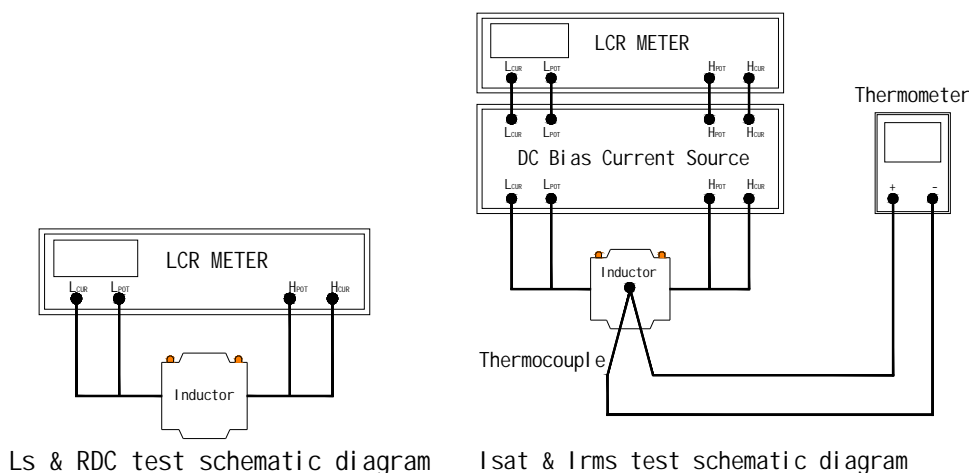 LCR METER
LCUR LPOT HPOT HCUR
Inductor
Ls & RDC test schematic diagram
LCR METER
LCUR LPOT HPOT HCUR
LCUR LPOT HPOT HCUR
DC Bias Current Source
LCUR LPOT HPOT HCUR
Inductor
Thermocouple
Thermometer
+ -
Isat & Irms test schematic diagram